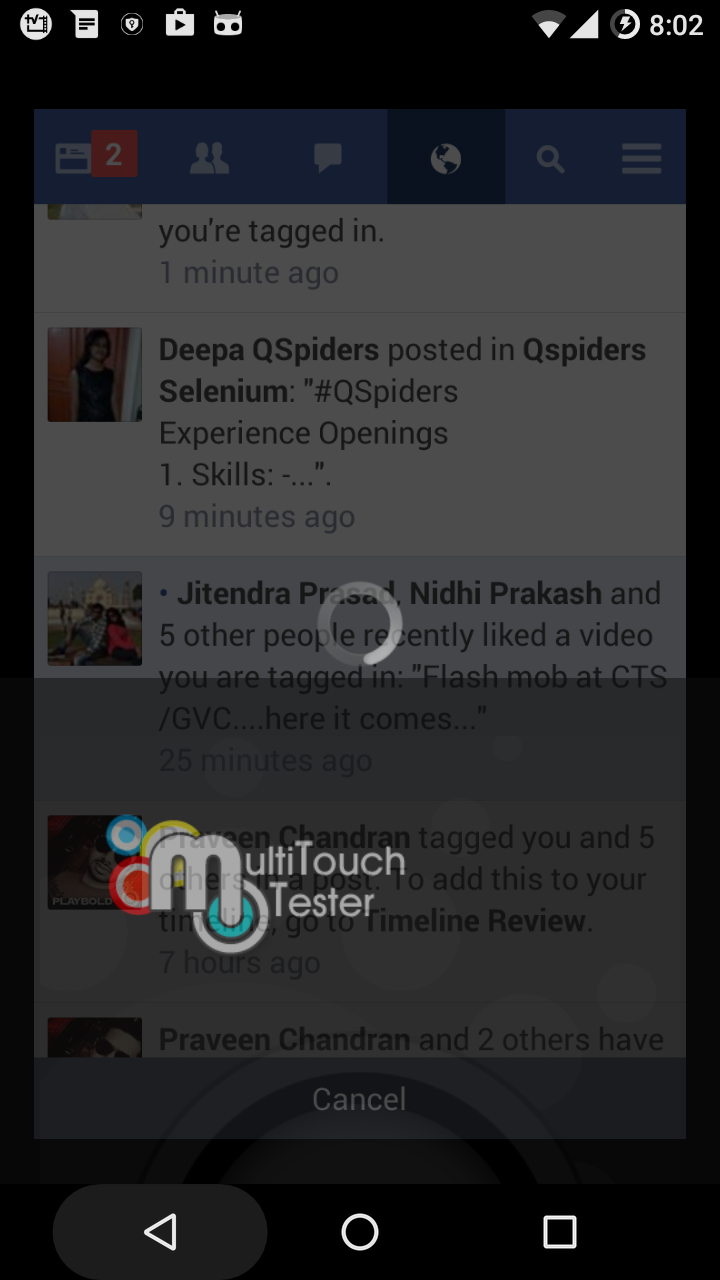 8:02
2
you're tagged in.
1 minute ago
Deepa QSpiders posted in Qspiders
Selenium: "#QSpiders
Experience Openings
1. Skills: -...".
9 minutes ago
• Jitendra Prasad, Nidhi Prakash and
5 other people recently liked a video
you are tagged in: "Flash mob at CTS
/GVC....here it comes..."
25 minutes ago
Praveen Chandran tagged you and 5
others in a post. To add this to your
timeline, go to Timeline Review.
7 hours ago
PLAYBOLD
MultiTouch
Tester
Praveen Chandran and 2 others have
Cancel